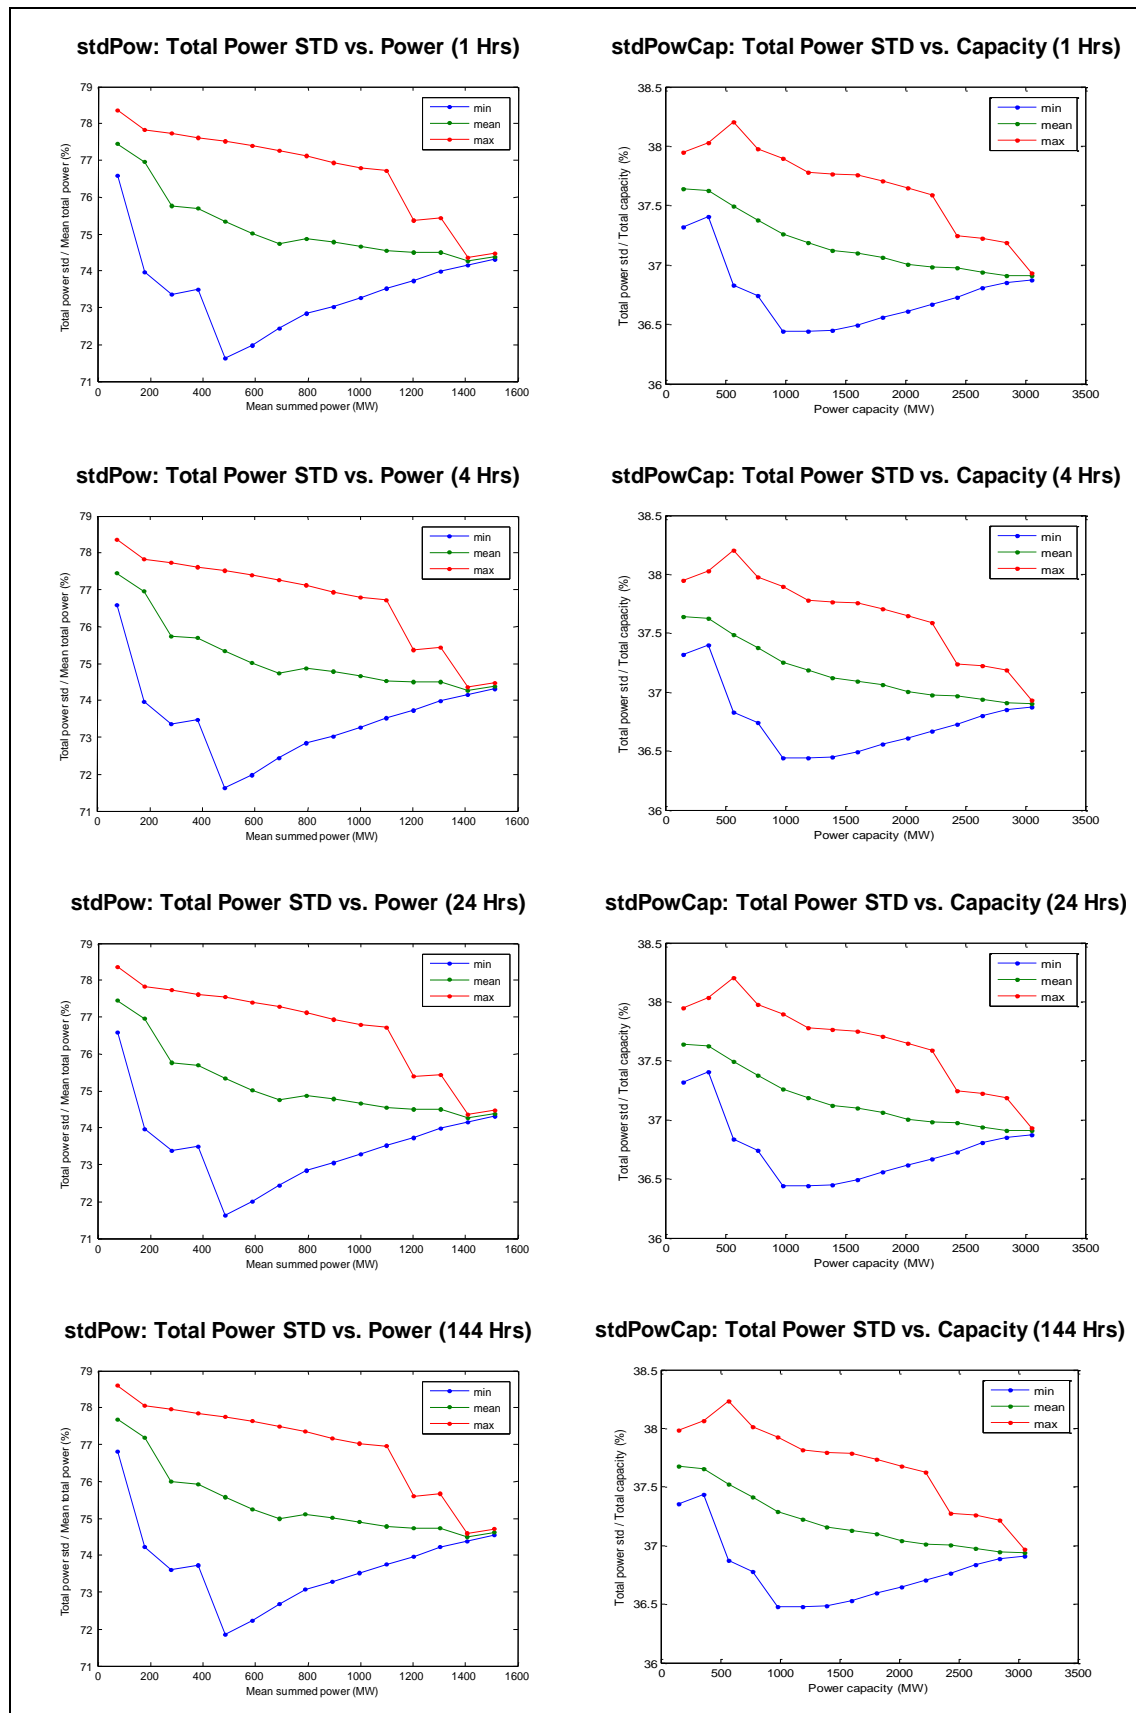 stdPow: Total Power STD vs. Power (1 Hrs)
79
78
77
76
75
74
73
72
71
0 200 400 600 800 1000 1200 1400 1600
Total power std / Mean total power (%)
Mean summed power (MW)
min
mean
max
stdPowCap: Total Power STD vs. Capacity (1 Hrs)
38.5
38
37.5
37
36.5
36
0 500 1000 1500 2000 2500 3000 3500
Total power std / Total capacity (%)
Power capacity (MW)
min
mean
max
stdPow: Total Power STD vs. Power (4 Hrs)
79
78
77
76
75
74
73
72
71
0 200 400 600 800 1000 1200 1400 1600
Total power std / Mean total power (%)
Mean summed power (MW)
min
mean
max
stdPowCap: Total Power STD vs. Capacity (4 Hrs)
38.5
38
37.5
37
36.5
36
0 500 1000 1500 2000 2500 3000 3500
Total power std / Total capacity (%)
Power capacity (MW)
min
mean
max
stdPow: Total Power STD vs. Power (24 Hrs)
79
78
77
76
75
74
73
72
71
0 200 400 600 800 1000 1200 1400 1600
Total power std / Mean total power (%)
Mean summed power (MW)
min
mean
max
stdPowCap: Total Power STD vs. Capacity (24 Hrs)
38.5
38
37.5
37
36.5
36
0 500 1000 1500 2000 2500 3000 3500
Total power std / Total capacity (%)
Power capacity (MW)
min
mean
max
stdPow: Total Power STD vs. Power (144 Hrs)
79
78
77
76
75
74
73
72
71
0 200 400 600 800 1000 1200 1400 1600
Total power std / Mean total power (%)
Mean summed power (MW)
min
mean
max
stdPowCap: Total Power STD vs. Capacity (144 Hrs)
38.5
38
37.5
37
36.5
36
0 500 1000 1500 2000 2500 3000 3500
Total power std / Total capacity (%)
Power capacity (MW)
min
mean
max